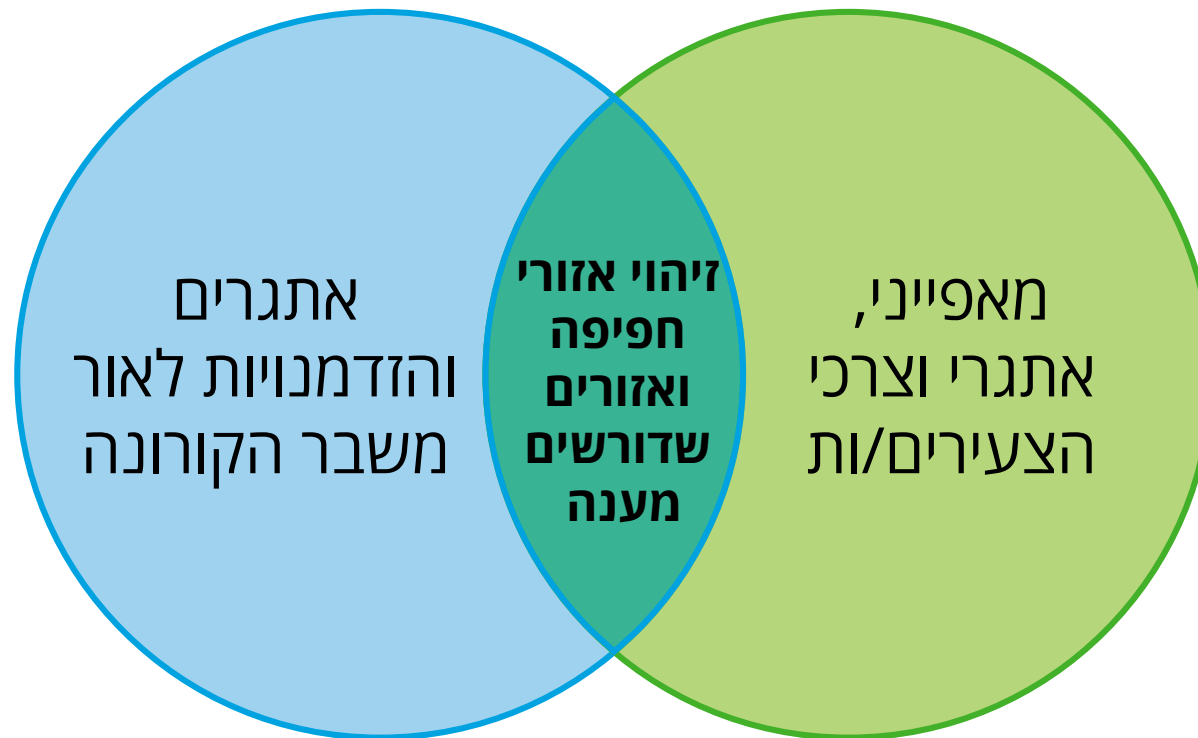 מאפייני,
אתגרי וצרכי
הצעירים/ות
זיהוי אזורי
חפיפה
ואזורים
שדורשים
מענה
אתגרים
והזדמנויות לאור
משבר הקורונה